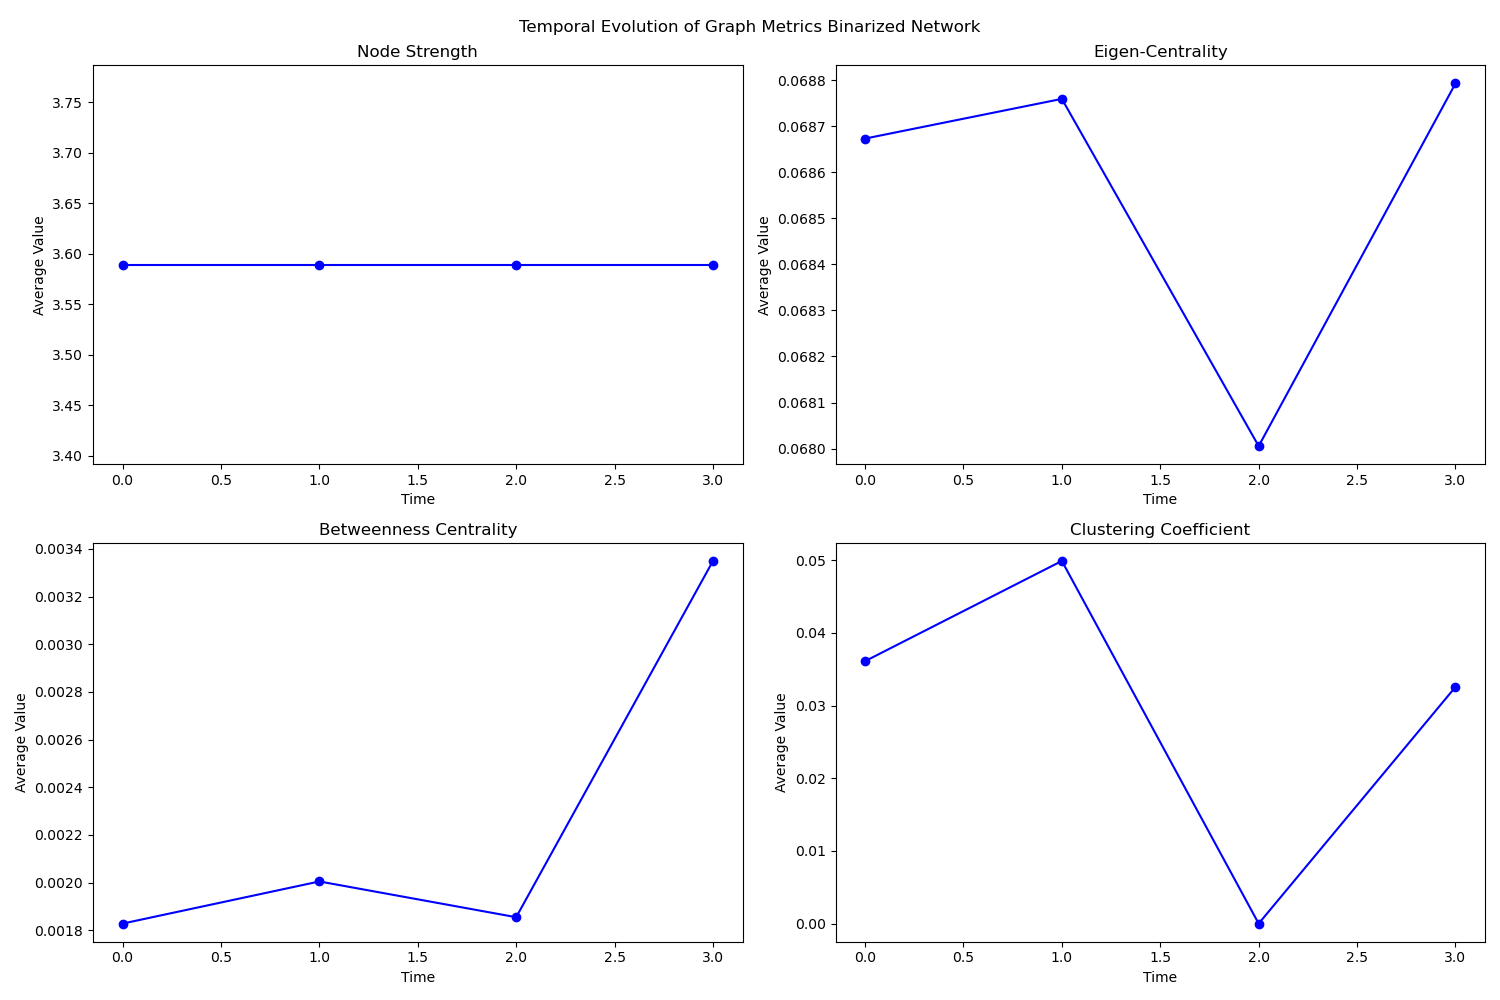 Temporal Evolution of Graph Metrics Binarized Network
Node Strength
Average Value
3.75
3.70
3.65
3.60
3.55
3.50
3.45
3.40
0.0 0.5 1.0 1.5 2.0 2.5 3.0
Time
Eigen-Centrality
Average Value
0.0688
0.0687
0.0686
0.0685
0.0684
0.0683
0.0682
0.0681
0.0680
0.0 0.5 1.0 1.5 2.0 2.5 3.0
Time
Betweenness Centrality
Average Value
0.0034
0.0032
0.0030
0.0028
0.0026
0.0024
0.0022
0.0020
0.0018
0.0 0.5 1.0 1.5 2.0 2.5 3.0
Time
Clustering Coefficient
Average Value
0.05
0.04
0.03
0.02
0.01
0.00
0.0 0.5 1.0 1.5 2.0 2.5 3.0
Time